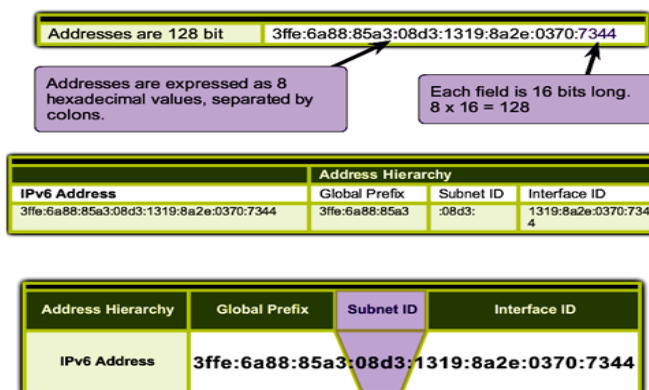 Addresses are 128 bit 3ffe:6a88:85a3:08d3:1319:8a2e:0370:7344
Addresses are expressed as 8
hexadecimal values, separated by
colons.
Each field is 16 bits long.
8 x 16 = 128
Address Hierarchy
IPv6 Address Global Prefix Subnet ID Interface ID
3ffe:6a88:85a3:08d3:1319:8a2e:0370:7344 3ffe:6a88:85a3 :08d3: 1319:8a2e:0370:734
4
Address Hierarchy Global Prefix Subnet ID Interface ID
IPv6 Address 3ffe:6a88:85a3:08d3:1319:8a2e:0370:7344